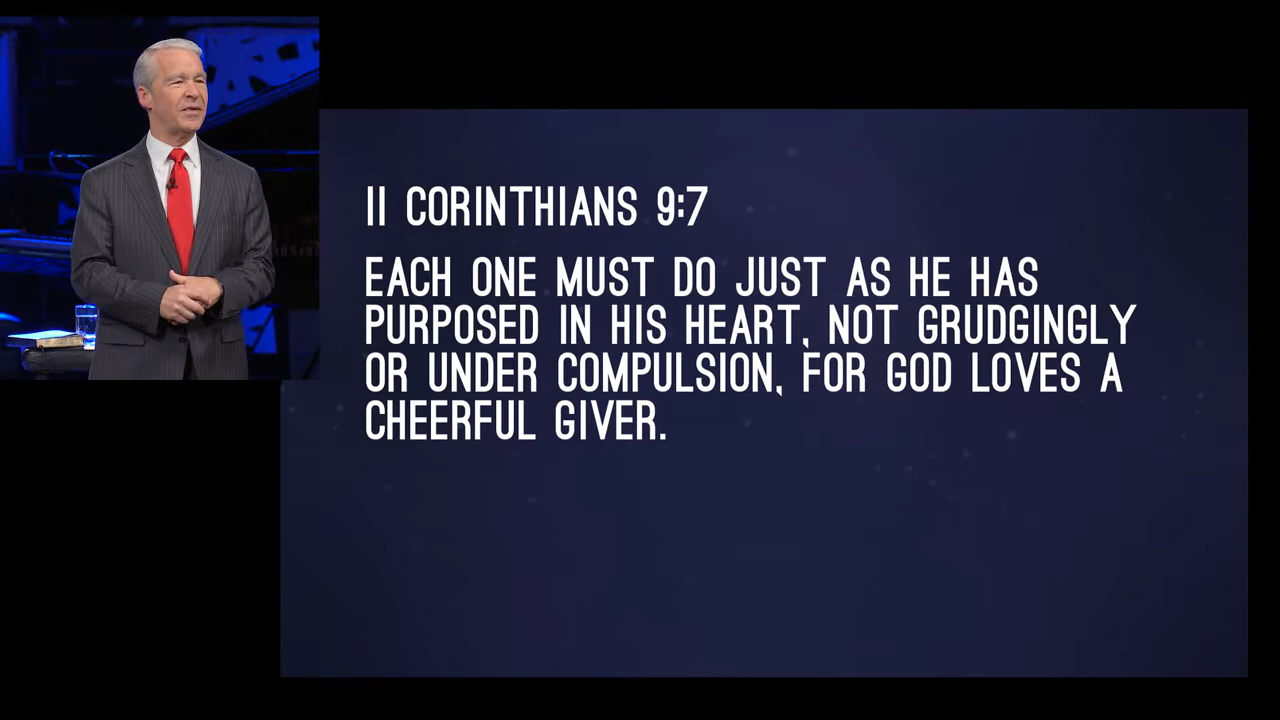 II CORINTHIANS 9:7
EACH ONE MUST DO JUST AS HE HAS
PURPOSED IN HIS HEART, NOT GRUDGINGLY
OR UNDER COMPULSION, FOR GOD LOVES A
CHEERFUL GIVER.